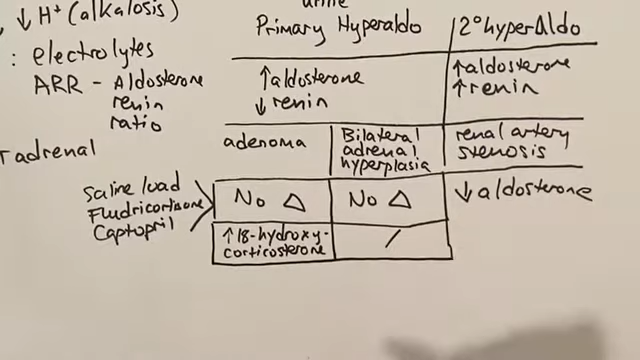 ↓ H⁺ (alkalosis)
: electrolytes
ARR - Aldosterone
renin
ratio
r adrenal
urine
Primary Hyperaldo
2° hyperAldo
↑ aldosterone
↓ renin
↑ aldosterone
↑ renin
adenoma
Bilateral
adrenal
hyperplasia
renal artery
stenosis
Saline load
Fludricortisone
Captopril
No △
No △
↓ aldosterone
↑ 18-hydroxy-
corticosterone
/